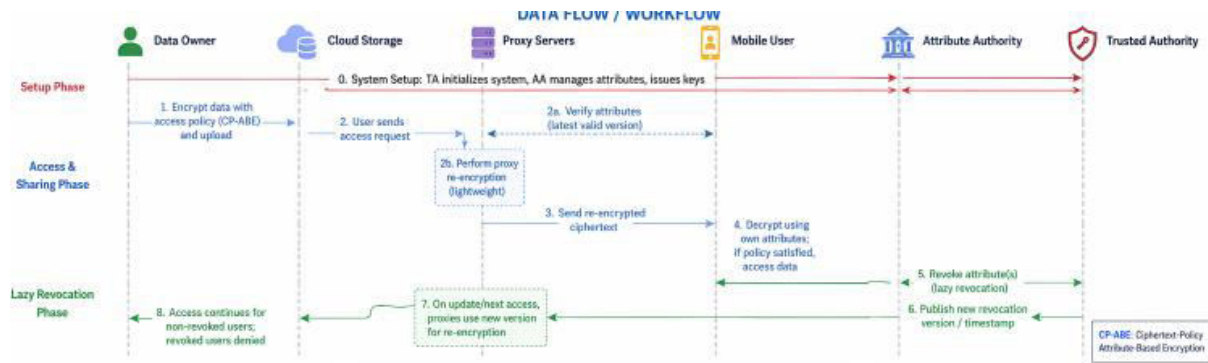 DATA FLOW / WORKFLOW
Data Owner
Cloud Storage
Proxy Servers
Mobile User
Attribute Authority
Trusted Authority
Setup Phase
0. System Setup: TA initializes system, AA manages attributes, issues keys
1. Encrypt data with
access policy (CP-ABE)
and upload
2. User sends
access request
2a. Verify attributes
(latest valid version)
Access &
Sharing Phase
2b. Perform proxy
re-encryption
(lightweight)
3. Send re-encrypted
ciphertext
4. Decrypt using
own attributes;
if policy satisfied,
access data
Lazy Revocation
Phase
5. Revoke attribute(s)
(lazy revocation)
6. Publish new revocation
version / timestamp
7. On update/next access,
proxies use new version
for re-encryption
8. Access continues for
non-revoked users;
revoked users denied
CP-ABE: Ciphertext-Policy
Attribute-Based Encryption